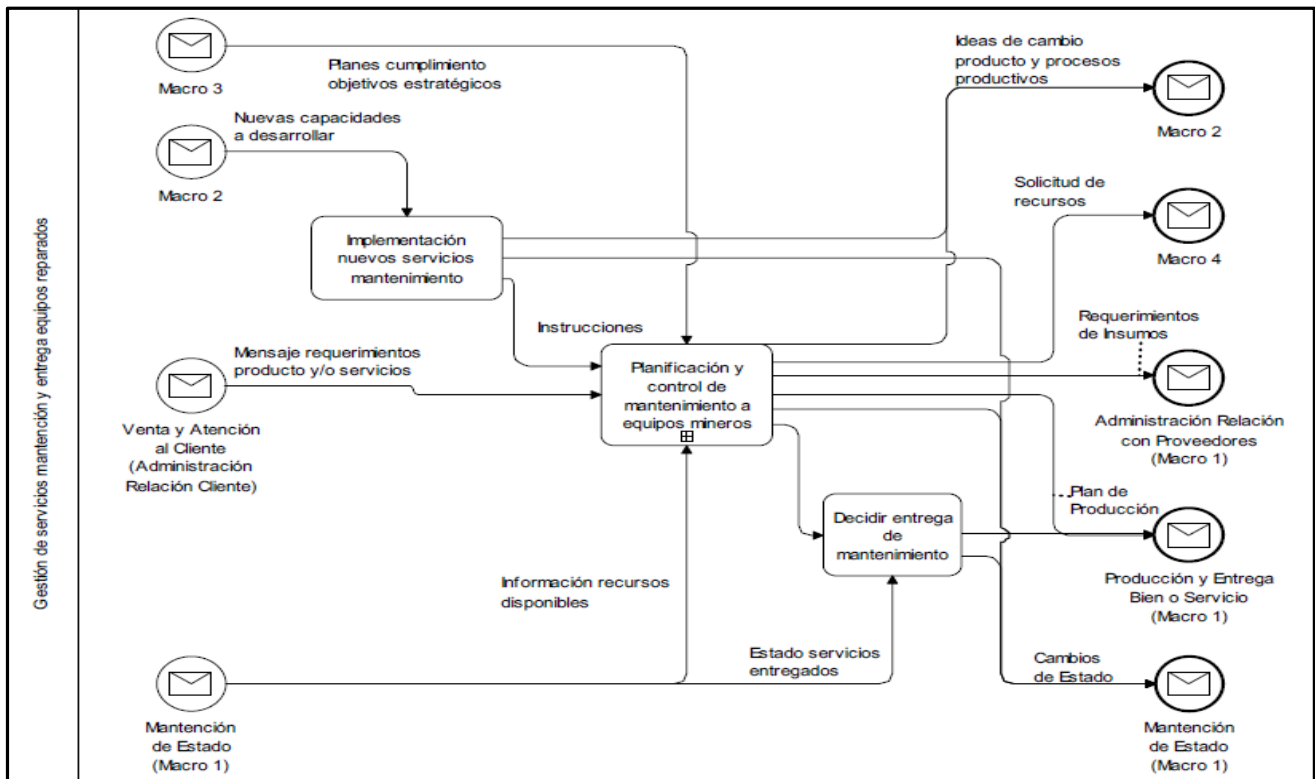 Gestión de servicios mantención y entrega equipos reparados
Macro 3
Planes cumplimiento
objetivos estratégicos
Nuevas capacidades
a desarrollar
Macro 2
Implementación
nuevos servicios
mantenimiento
Instrucciones
Mensaje requerimientos
producto y/o servicios
Venta y Atención
al Cliente
(Administración
Relación Cliente)
Planificación y
control de
mantenimiento a
equipos mineros
Decidir entrega
de
mantenimiento
Información recursos
disponibles
Estado servicios
entregados
Mantención
de Estado
(Macro 1)
Ideas de cambio
producto y procesos
productivos
Macro 2
Solicitud de
recursos
Macro 4
Requerimientos
de Insumos
Administración Relación
con Proveedores
(Macro 1)
Plan de
Producción
Producción y Entrega
Bien o Servicio
(Macro 1)
Cambios
de Estado
Mantención
de Estado
(Macro 1)